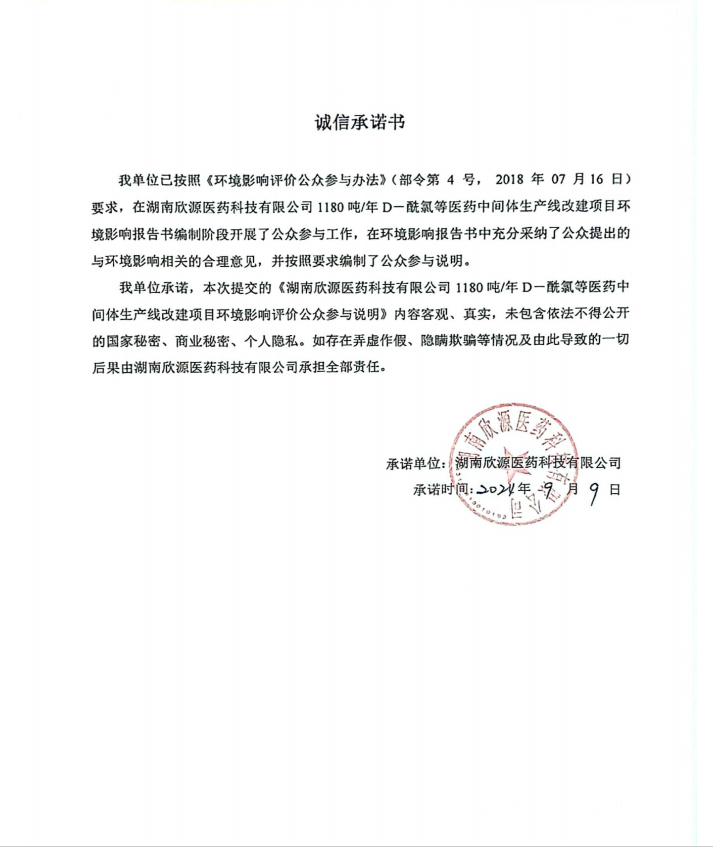 诚信承诺书
我单位已按照《环境影响评价公众参与办法》（部令第 4 号， 2018 年 07 月 16 日）
要求，在湖南欣源医药科技有限公司 1180 吨/年 D－酰氯等医药中间体生产线改建项目环
境影响报告书编制阶段开展了公众参与工作，在环境影响报告书中充分采纳了公众提出的
与环境影响相关的合理意见，并按照要求编制了公众参与说明。
我单位承诺，本次提交的《湖南欣源医药科技有限公司 1180 吨/年 D－酰氯等医药中
间体生产线改建项目环境影响评价公众参与说明》内容客观、真实，未包含依法不得公开
的国家秘密、商业秘密、个人隐私。如存在弄虚作假、隐瞒欺骗等情况及由此导致的一切
后果由湖南欣源医药科技有限公司承担全部责任。
湖南欣源医药科技有限公司
承诺单位：湖南欣源医药科技有限公司
承诺时间：2024年 9 月 9 日